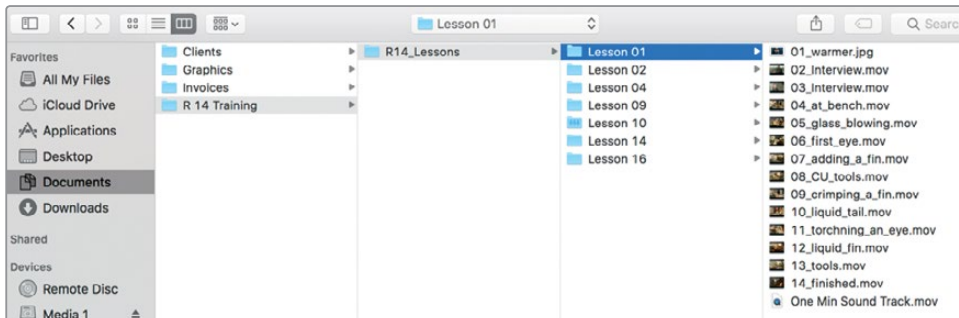 Lesson 01
Searc
Favorites
All My Files
iCloud Drive
Applications
Desktop
Documents
Downloads
Shared
Devices
Remote Disc
Media 1
Clients
Graphics
Invoices
R 14 Training
R14_Lessons
Lesson 01
Lesson 02
Lesson 04
Lesson 09
Lesson 10
Lesson 14
Lesson 16
01_warmer.jpg
02_Interview.mov
03_Interview.mov
04_at_bench.mov
05_glass_blowing.mov
06_first_eye.mov
07_adding_a_fin.mov
08_CU_tools.mov
09_crimping_a_fin.mov
10_liquid_tail.mov
11_torchning_an_eye.mov
12_liquid_fin.mov
13_tools.mov
14_finished.mov
One Min Sound Track.mov